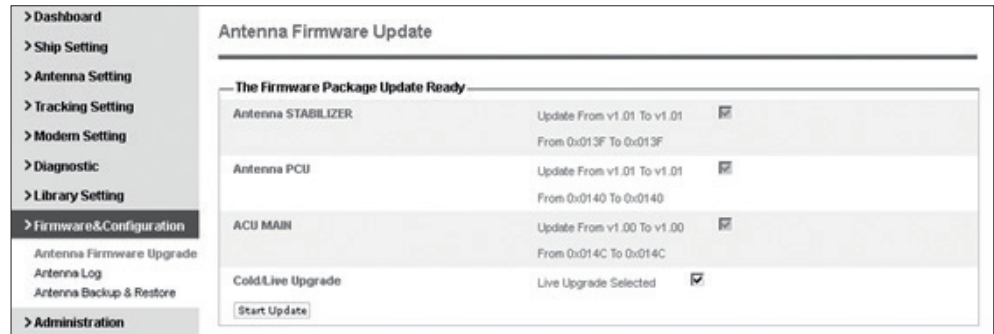 >Dashboard
>Ship Setting
>Antenna Setting
>Tracking Setting
>Modem Setting
>Diagnostic
>Library Setting
>Firmware&Configuration
Antenna Firmware Upgrade
Antenna Log
Antenna Backup & Restore
>Administration
Antenna Firmware Update
The Firmware Package Update Ready
Antenna STABILIZER
Update From v1.01 To v1.01
From 0x013F To 0x013F
Antenna PCU
Update From v1.01 To v1.01
From 0x0140 To 0x0140
ACU MAIN
Update From v1.00 To v1.00
From 0x014C To 0x014C
Cold/Live Upgrade
Live Upgrade Selected
Start Update